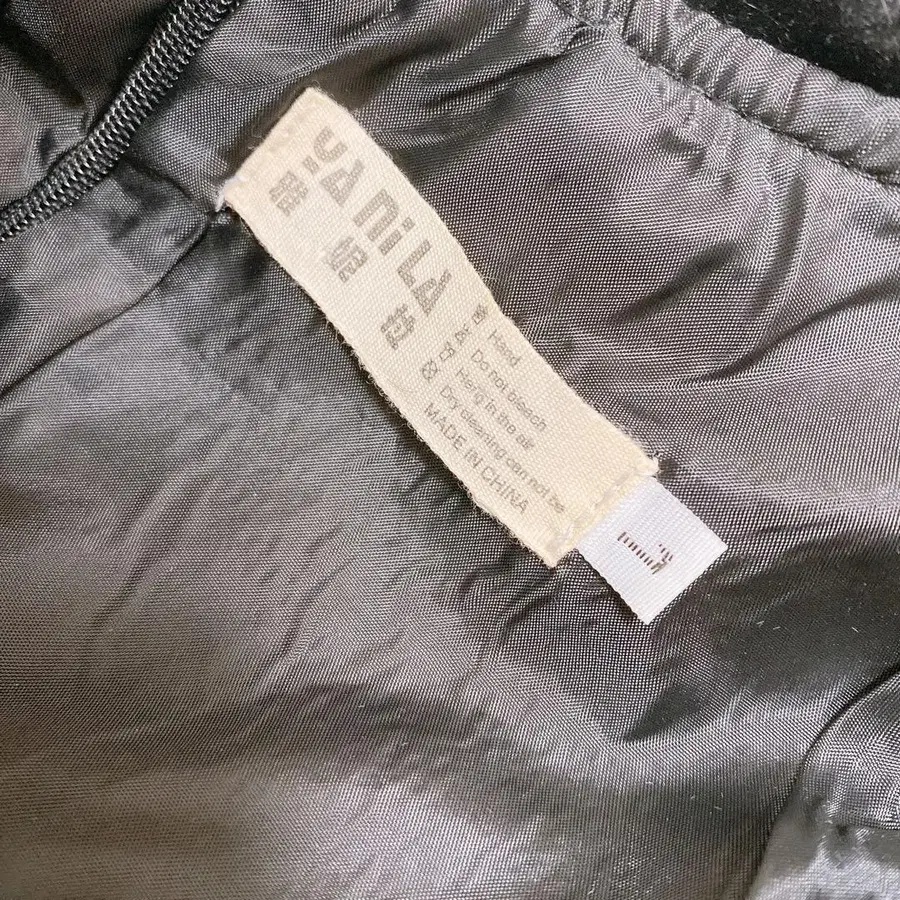 YANiLA
Hand
Do not bleach
Hang in the air
Dry cleaning can not be
MADE IN CHINA
L